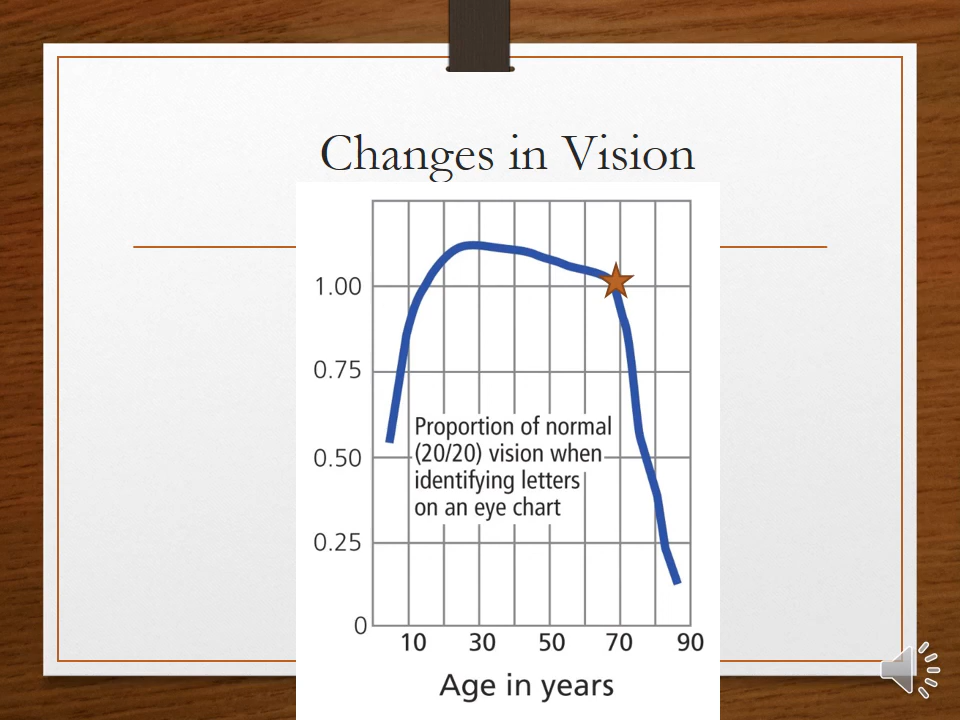 Changes in Vision
1.00
0.75
0.50
0.25
0
Proportion of normal
(20/20) vision when
identifying letters
on an eye chart
10 30 50 70 90
Age in years